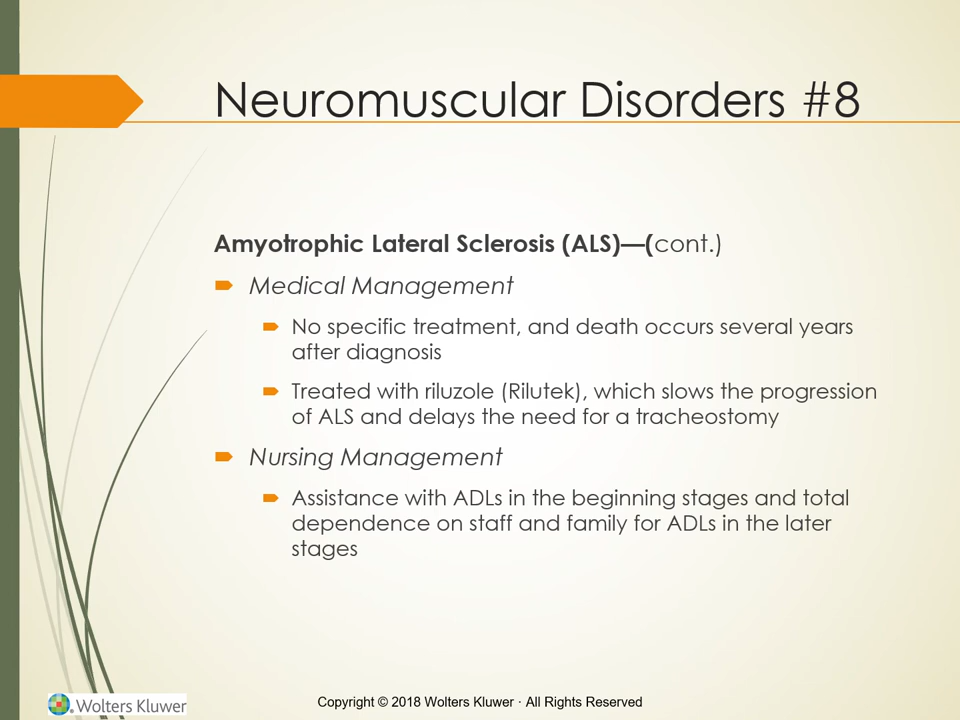 Neuromuscular Disorders #8
Amyotrophic Lateral Sclerosis (ALS)—(cont.)
Medical Management
No specific treatment, and death occurs several years
after diagnosis
Treated with riluzole (Rilutek), which slows the progression
of ALS and delays the need for a tracheostomy
Nursing Management
Assistance with ADLs in the beginning stages and total
dependence on staff and family for ADLs in the later
stages
Wolters Kluwer
Copyright © 2018 Wolters Kluwer · All Rights Reserved